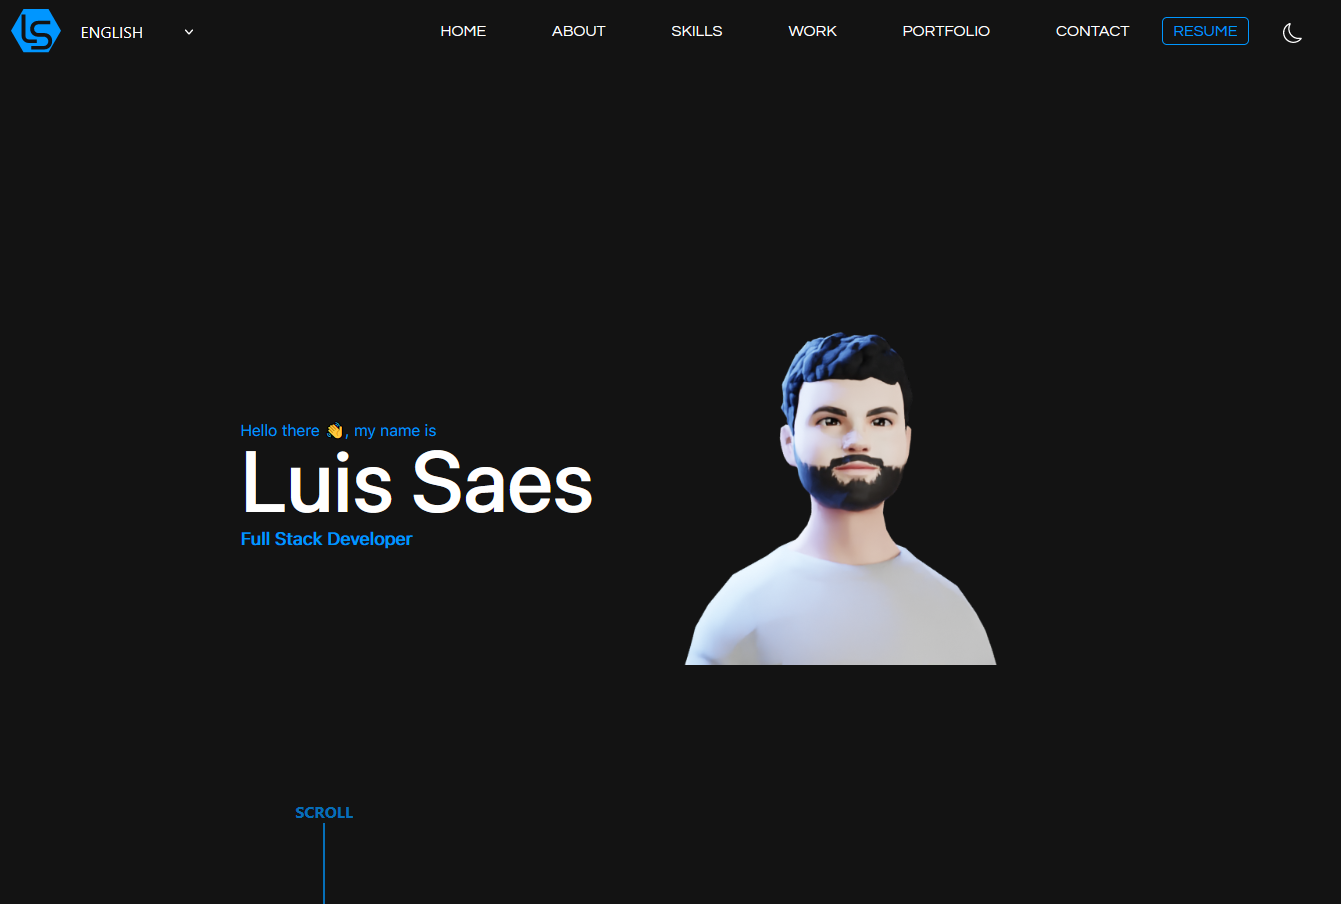 LS
ENGLISH
HOME ABOUT SKILLS WORK PORTFOLIO CONTACT RESUME
Hello there 👋, my name is
Luis Saes
Full Stack Developer
SCROLL